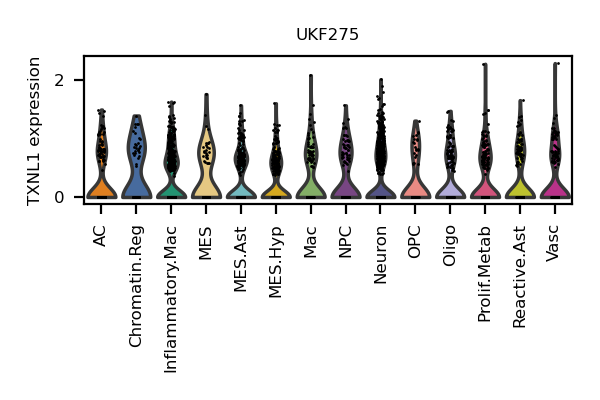 UKF275
TXNL1 expression
2
0
AC
Chromatin.Reg
Inflammatory.Mac
MES
MES.Ast
MES.Hyp
Mac
NPC
Neuron
OPC
Oligo
Prolif.Metab
Reactive.Ast
Vasc